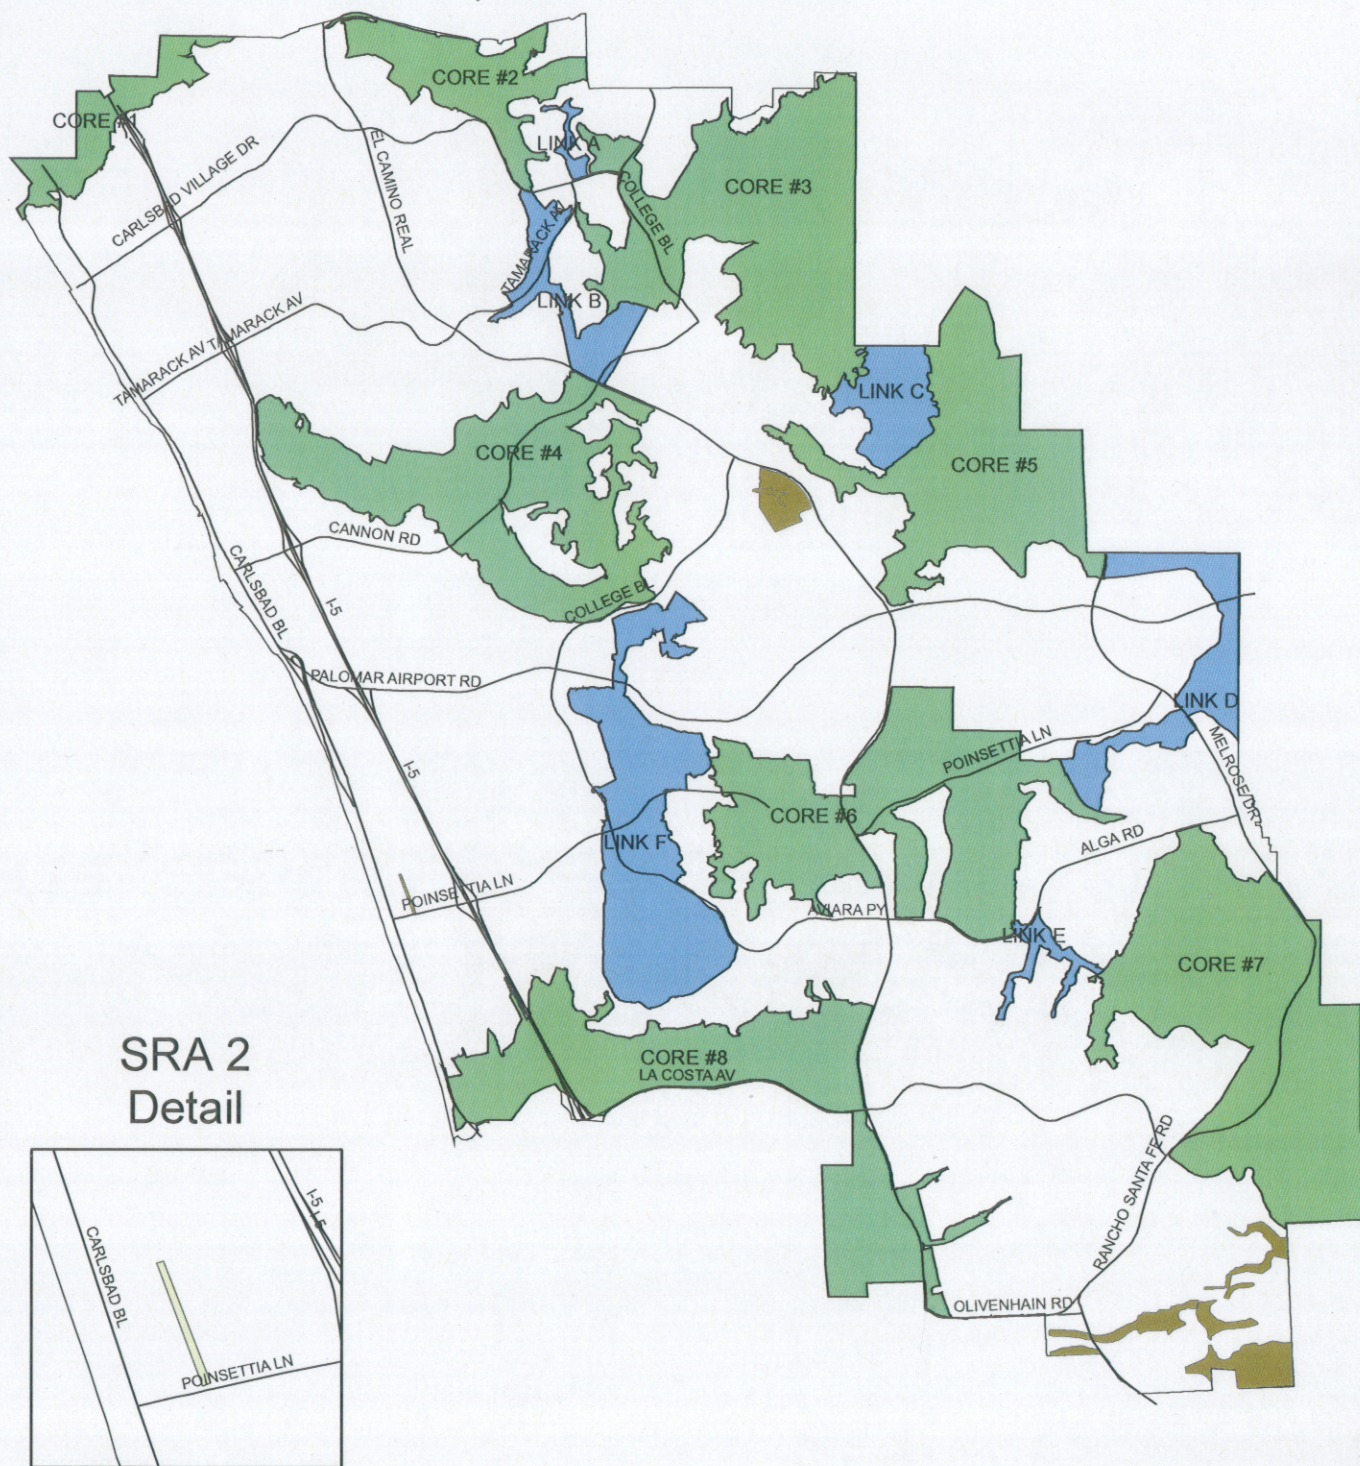 CORE #2
CORE #1
LINK A
EL CAMINO REAL
CARLSBAD VILLAGE DR
COLLEGE BL
CORE #3
TAMARACK AV
LINK B
TAMARACK AV TAMARACK AV
LINK C
CORE #4
CORE #5
CANNON RD
CARLSBAD BL
I-5
COLLEGE BL
PALOMAR AIRPORT RD
LINK D
POINSETTIA LN
MELROSE DR
I-5
CORE #6
LINK F
ALGA RD
POINSETTIA LN
AVIARA PY
LINK E
CORE #7
CORE #8
LA COSTA AV
SRA 2
Detail
RANCHO SANTA FE RD
I-5 I-5
CARLSBAD BL
OLIVENHAIN RD
POINSETTIA LN